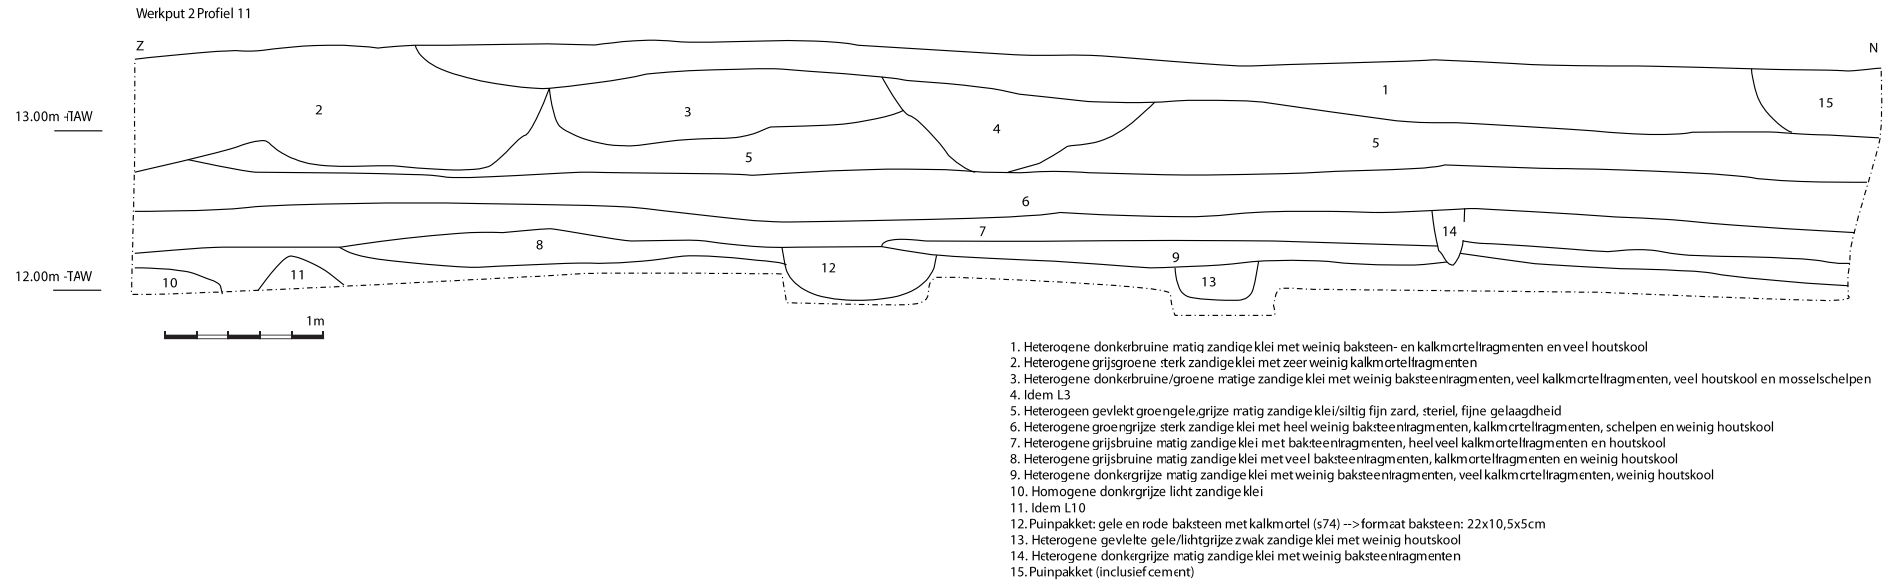 Werkput 2 Profiel 11
Z
N
13.00m +TAW
12.00m -TAW
1
2
3
4
5
5
6
7
8
9
10
11
12
13
14
15
1m
1. Heterogene donkerbruine matig zandige klei met weinig baksteen- en kalkmortelfragmenten en veel houtskool
2. Heterogene grijsgroene sterk zandige klei met zeer weinig kalkmortelfragmenten
3. Heterogene donkerbruine/groene matige zandige klei met weinig baksteenfragmenten, veel kalkmortelfragmenten, veel houtskool en mosselschelpen
4. Idem L3
5. Heterogeen gevlekt groengele,grijze matig zandige klei/siltig fijn zand, steriel, fijne gelaagdheid
6. Heterogene groengrijze sterk zandige klei met heel weinig baksteenfragmenten, kalkmortelfragmenten, schelpen en weinig houtskool
7. Heterogene grijsbruine matig zandige klei met baksteenfragmenten, heel veel kalkmortelfragmenten en houtskool
8. Heterogene grijsbruine matig zandige klei met veel baksteenfragmenten, kalkmortelfragmenten en weinig houtskool
9. Heterogene donkergrijze matig zandige klei met weinig baksteenfragmenten, veel kalkmortelfragmenten, weinig houtskool
10. Homogene donkergrijze licht zandige klei
11. Idem L10
12. Puinpakket: gele en rode baksteen met kalkmortel (s74) --> formaat baksteen: 22x10,5x5cm
13. Heterogene gevlekte gele/lichtgrijze zwak zandige klei met weinig houtskool
14. Heterogene donkergrijze matig zandige klei met weinig baksteenfragmenten
15. Puinpakket (inclusief cement)